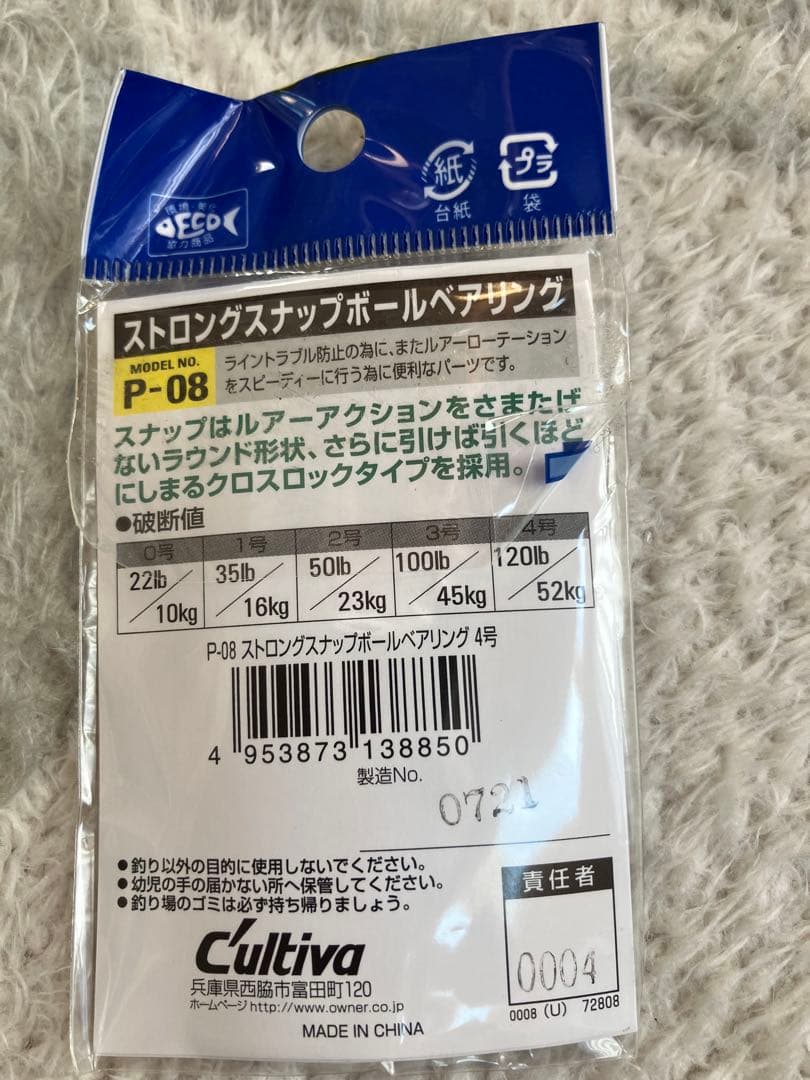 紙
台紙
プラ
袋
環境・美化
ECO
協力商品
ストロングスナップボールベアリング
MODEL NO.
P-08
ライントラブル防止の為に、またルアーローテーション
をスピーディーに行う為に便利なパーツです。
スナップはルアーアクションをさまたげ
ないラウンド形状、さらに引けば引くほど
にしまるクロスロックタイプを採用。
●破断値
0号 1号 2号 3号 4号
22lb/10kg 35lb/16kg 50lb/23kg 100lb/45kg 120lb/52kg
P-08 ストロングスナップボールベアリング 4号
4 953873 138850
製造No.
0721
●釣り以外の目的に使用しないでください。
●幼児の手の届かない所へ保管してください。
●釣り場のゴミは必ず持ち帰りましょう。
責任者
0004
C'ultiva
兵庫県西脇市富田町120
ホームページ http://www.owner.co.jp
0008 (U) 72808
MADE IN CHINA